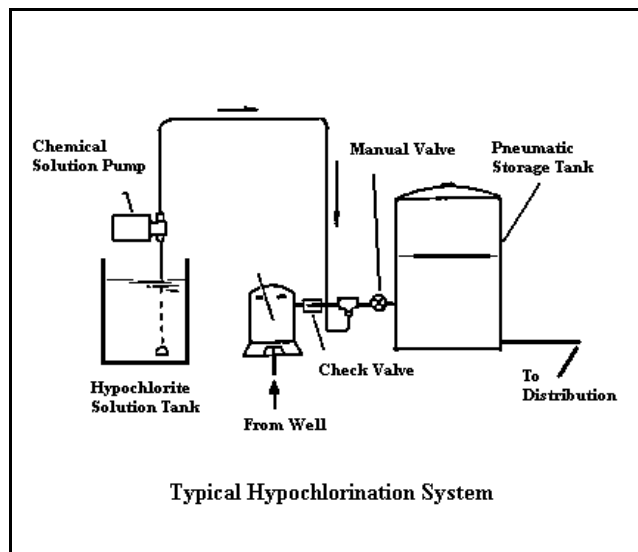 Chemical
Solution Pump
Manual Valve
Pneumatic
Storage Tank
Hypochlorite
Solution Tank
Check Valve
From Well
To
Distribution
Typical Hypochlorination System